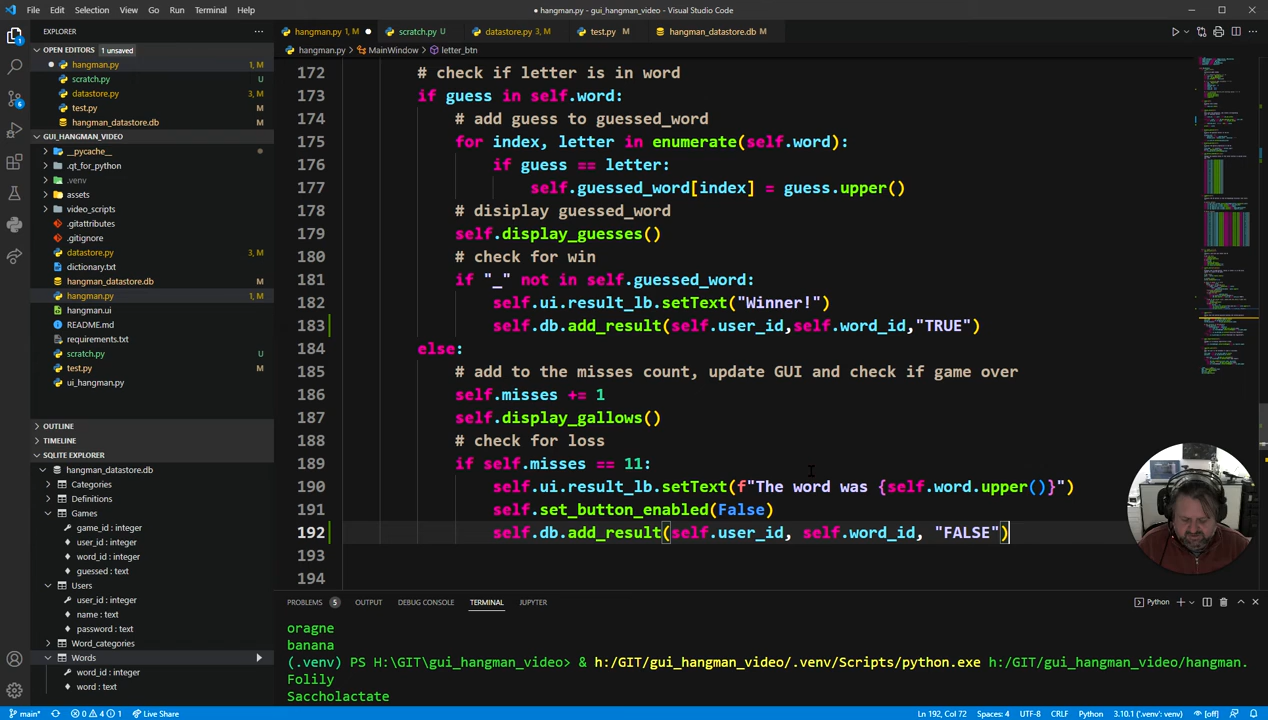 File Edit Selection View Go Run Terminal Help
● hangman.py - gui_hangman_video - Visual Studio Code
EXPLORER ···
OPEN EDITORS 1 unsaved
● hangman.py 1, M
scratch.py U
datastore.py 3, M
test.py M
hangman_datastore.db M
GUI_HANGMAN_VIDEO
__pycache__
.qt_for_python
.venv
assets
video_scripts
.gitattributes
.gitignore
datastore.py 3, M
dictionary.txt
hangman_datastore.db M
hangman.py 1, M
hangman.ui
README.md
requirements.txt
scratch.py U
test.py M
ui_hangman.py
OUTLINE
TIMELINE
SQLITE EXPLORER
hangman_datastore.db
Categories
Definitions
Games
game_id : integer
user_id : integer
word_id : integer
guessed : text
Users
user_id : integer
name : text
password : text
Word_categories
Words
word_id : integer
word : text
hangman.py 1, M ● scratch.py U datastore.py 3, M test.py M hangman_datastore.db M
hangman.py > MainWindow > letter_btn
172 # check if letter is in word
173 if guess in self.word:
174 # add guess to guessed_word
175 for index, letter in enumerate(self.word):
176 if guess == letter:
177 self.guessed_word[index] = guess.upper()
178 # disiplay guessed_word
179 self.display_guesses()
180 # check for win
181 if "_" not in self.guessed_word:
182 self.ui.result_lb.setText("Winner!")
183 self.db.add_result(self.user_id,self.word_id,"TRUE")
184 else:
185 # add to the misses count, update GUI and check if game over
186 self.misses += 1
187 self.display_gallows()
188 # check for loss
189 if self.misses == 11:
190 self.ui.result_lb.setText(f"The word was {self.word.upper()}")
191 self.set_button_enabled(False)
192 self.db.add_result(self.user_id, self.word_id, "FALSE")
193
194
PROBLEMS 5 OUTPUT DEBUG CONSOLE TERMINAL JUPYTER
Python
oragne
banana
(.venv) PS H:\GIT\gui_hangman_video> & h:/GIT/gui_hangman_video/.venv/Scripts/python.exe h:/GIT/gui_hangman_video/hangman.
Folily
Saccholactate
main* 0 4 1 Live Share
Ln 192, Col 72 Spaces: 4 UTF-8 CRLF Python 3.10.1 ('.venv': venv) [off]